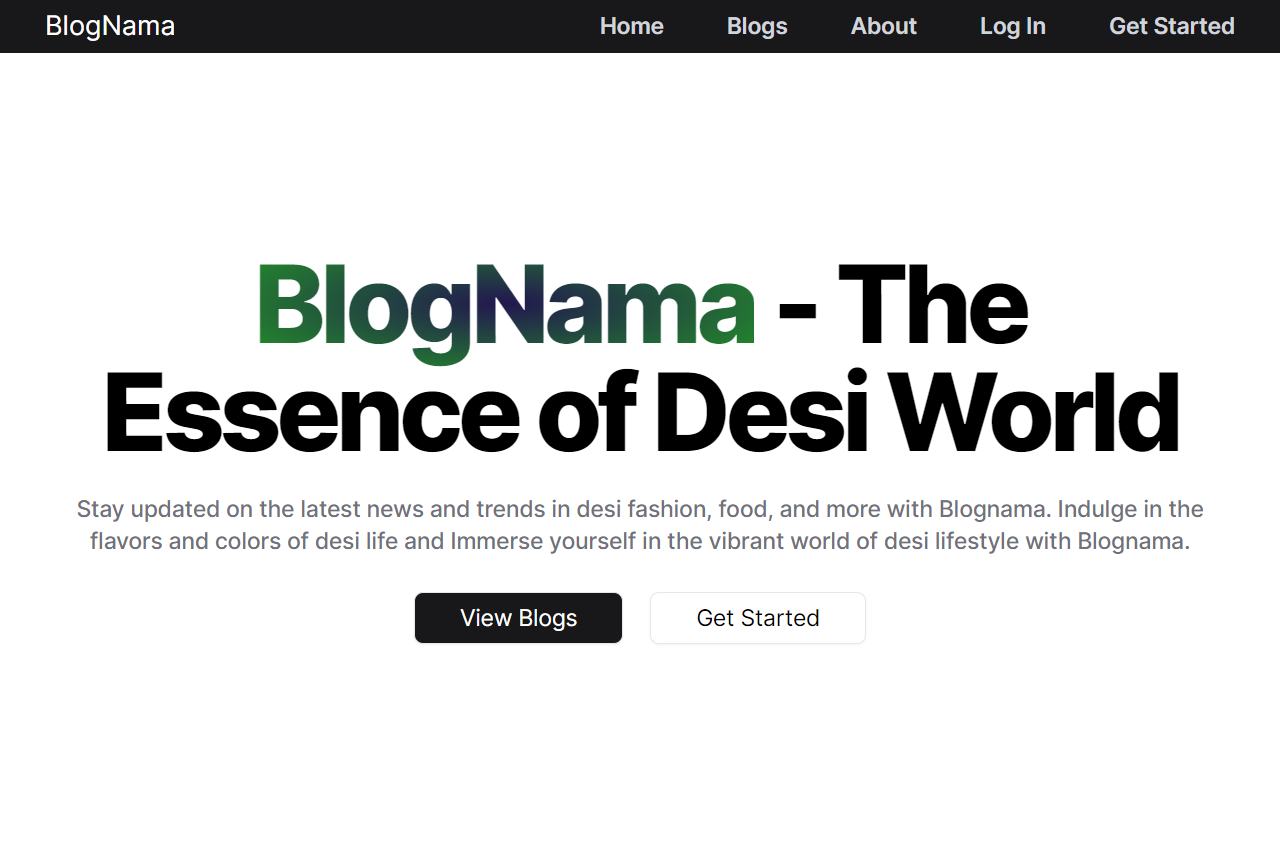 BlogNama
Home
Blogs
About
Log In
Get Started
BlogNama - The
Essence of Desi World
Stay updated on the latest news and trends in desi fashion, food, and more with Blognama. Indulge in the
flavors and colors of desi life and Immerse yourself in the vibrant world of desi lifestyle with Blognama.
View Blogs
Get Started